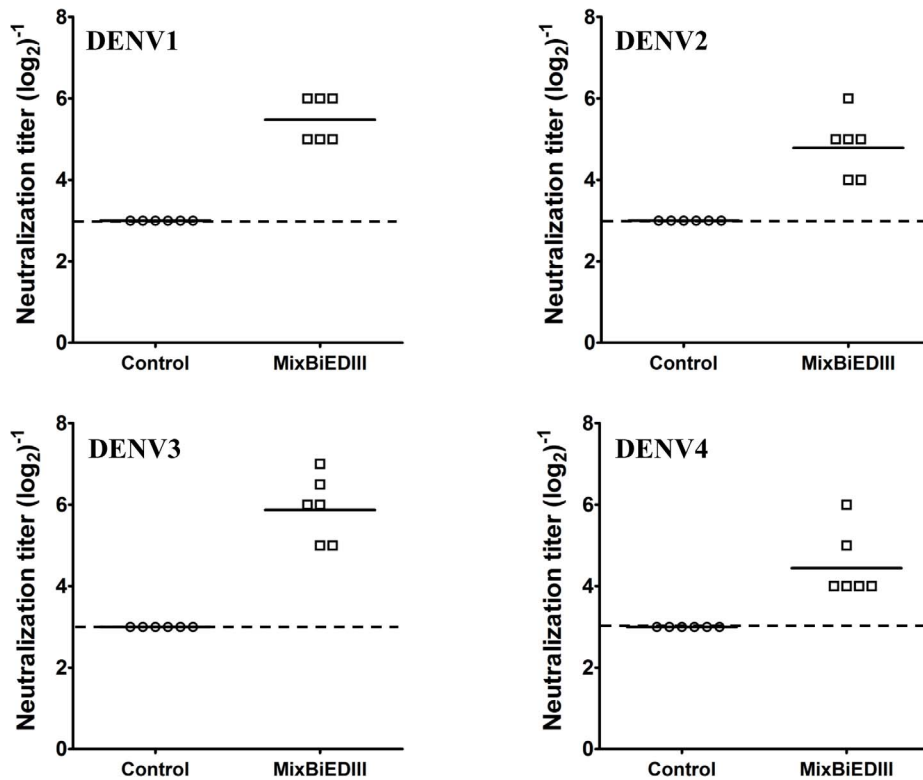 DENV1
Neutralization titer (log₂)⁻¹
8
6
4
2
0
Control MixBiEDIII
DENV2
Neutralization titer (log₂)⁻¹
8
6
4
2
0
Control MixBiEDIII
DENV3
Neutralization titer (log₂)⁻¹
8
6
4
2
0
Control MixBiEDIII
DENV4
Neutralization titer (log₂)⁻¹
8
6
4
2
0
Control MixBiEDIII